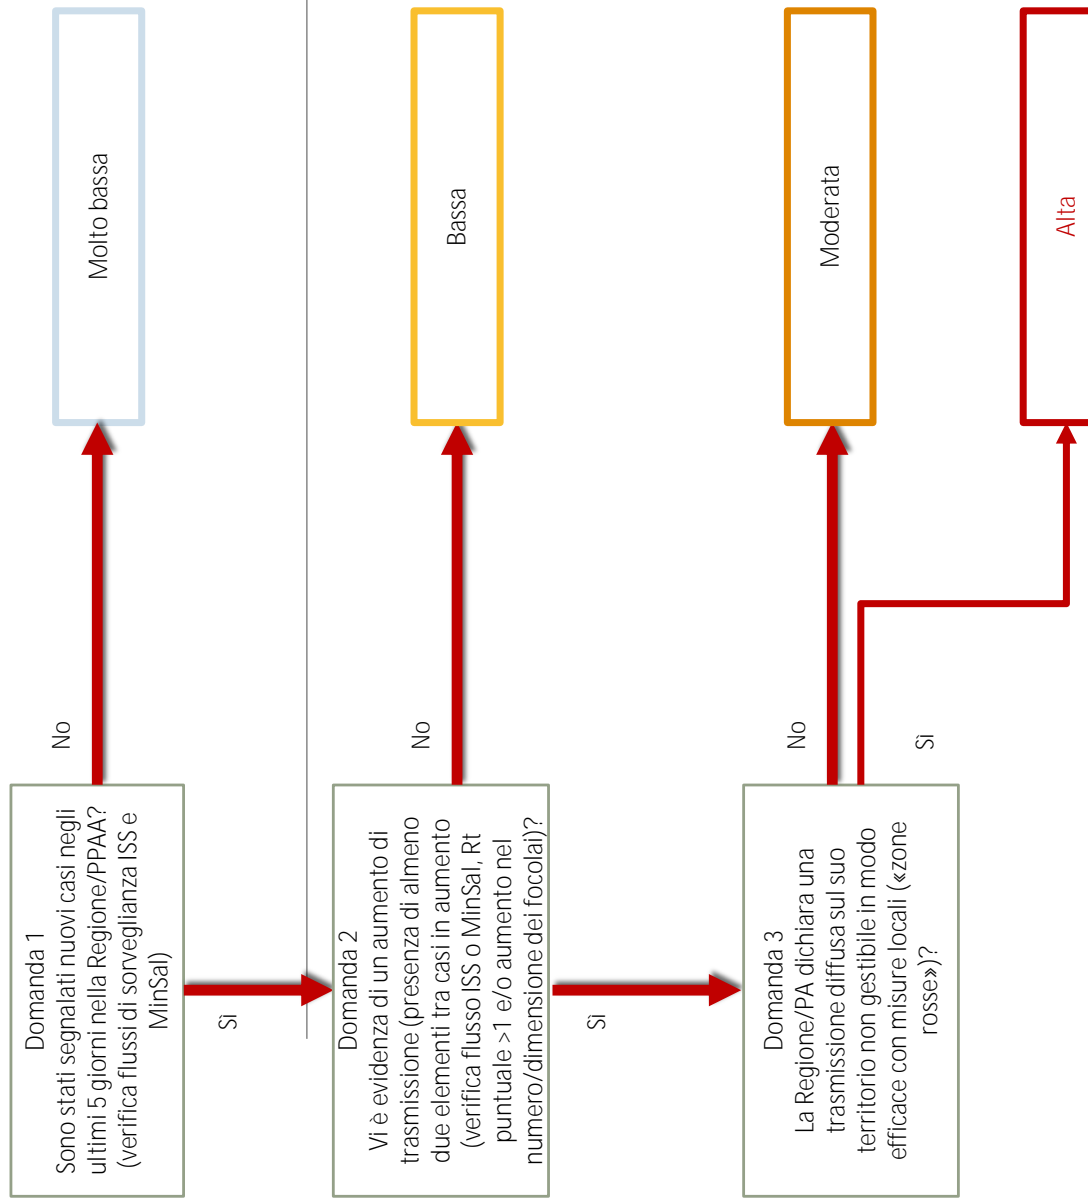 Domanda 1
Sono stati segnalati nuovi casi negli
ultimi 5 giorni nella Regione/PPAA?
(verifica flussi di sorveglianza ISS e
MinSal)
No
Molto bassa
Sì
Domanda 2
Vi è evidenza di un aumento di
trasmissione (presenza di almeno
due elementi tra casi in aumento
(verifica flusso ISS o MinSal, Rt
puntuale >1 e/o aumento nel
numero/dimensione dei focolai)?
No
Bassa
Sì
Domanda 3
La Regione/PA dichiara una
trasmissione diffusa sul suo
territorio non gestibile in modo
efficace con misure locali («zone
rosse»)?
No
Moderata
Sì
Alta